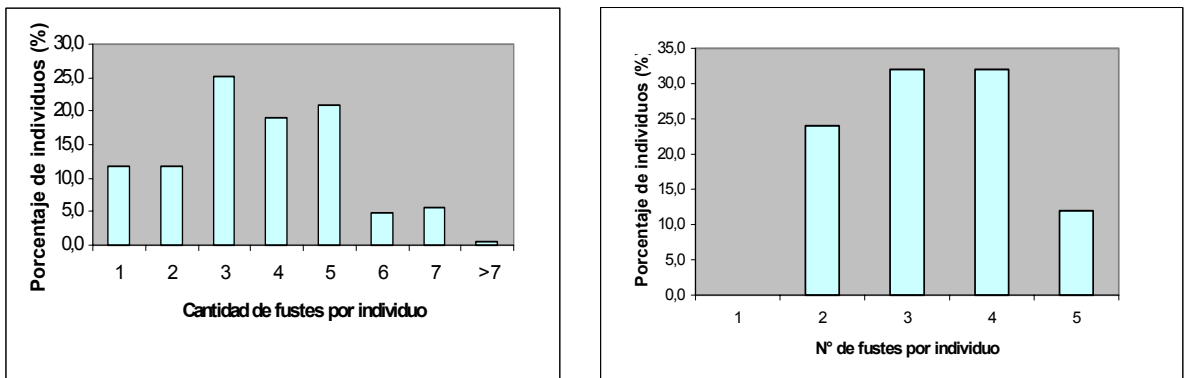 Porcentaje de individuos (%)
30,0
25,0
20,0
15,0
10,0
5,0
0,0
1 2 3 4 5 6 7 >7
Cantidad de fustes por individuo
Porcentaje de individuos (%
35,0
30,0
25,0
20,0
15,0
10,0
5,0
0,0
1 2 3 4 5
N° de fustes por individuo